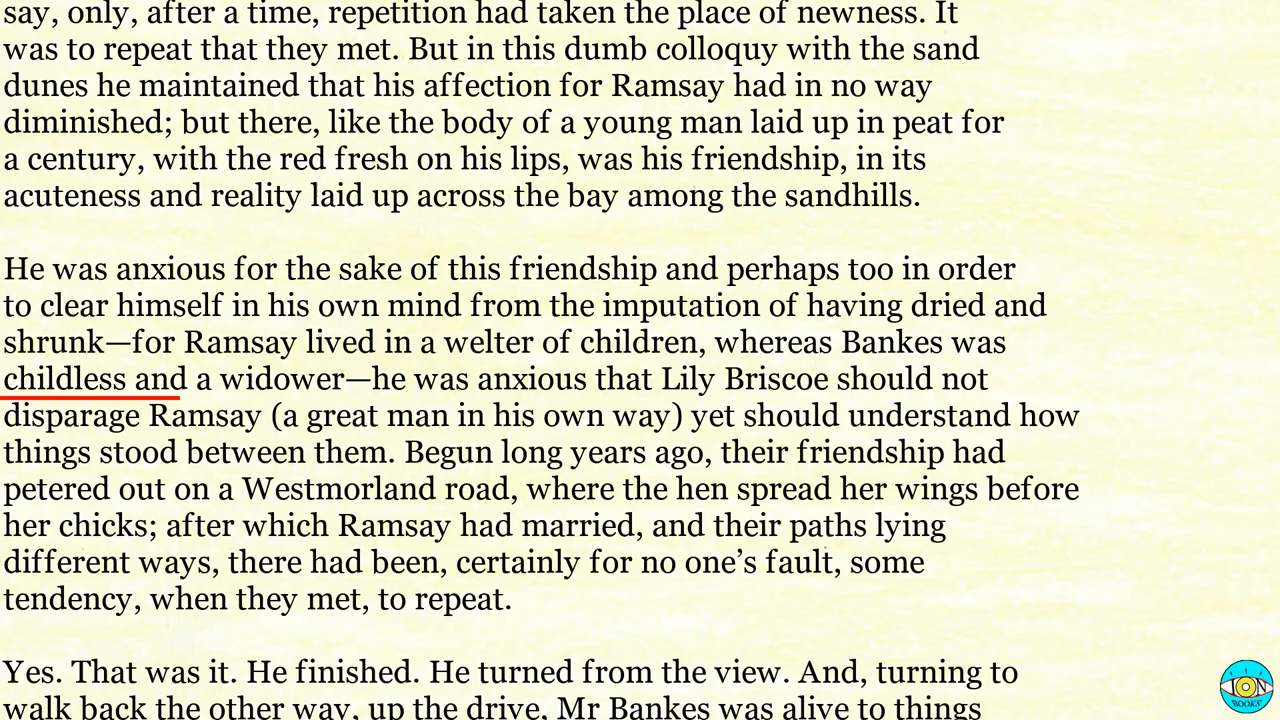 say, only, after a time, repetition had taken the place of newness. It
was to repeat that they met. But in this dumb colloquy with the sand
dunes he maintained that his affection for Ramsay had in no way
diminished; but there, like the body of a young man laid up in peat for
a century, with the red fresh on his lips, was his friendship, in its
acuteness and reality laid up across the bay among the sandhills.
He was anxious for the sake of this friendship and perhaps too in order
to clear himself in his own mind from the imputation of having dried and
shrunk—for Ramsay lived in a welter of children, whereas Bankes was
childless and a widower—he was anxious that Lily Briscoe should not
disparage Ramsay (a great man in his own way) yet should understand how
things stood between them. Begun long years ago, their friendship had
petered out on a Westmorland road, where the hen spread her wings before
her chicks; after which Ramsay had married, and their paths lying
different ways, there had been, certainly for no one’s fault, some
tendency, when they met, to repeat.
Yes. That was it. He finished. He turned from the view. And, turning to
walk back the other way, up the drive, Mr Bankes was alive to things
ION
BOOKS